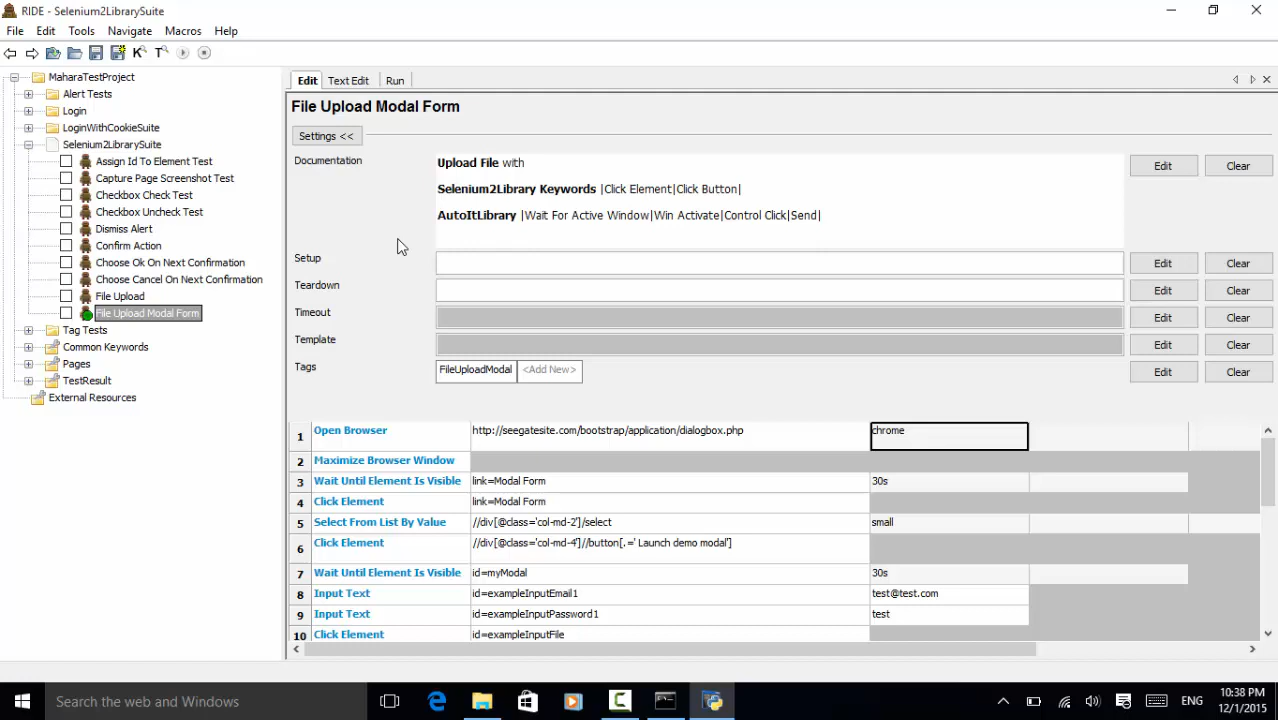 RIDE - Selenium2LibrarySuite
File Edit Tools Navigate Macros Help
K T
MaharaTestProject
Alert Tests
Login
LoginWithCookieSuite
Selenium2LibrarySuite
Assign Id To Element Test
Capture Page Screenshot Test
Checkbox Check Test
Checkbox Uncheck Test
Dismiss Alert
Confirm Action
Choose Ok On Next Confirmation
Choose Cancel On Next Confirmation
File Upload
File Upload Modal Form
Tag Tests
Common Keywords
Pages
TestResult
External Resources
Edit Text Edit Run
File Upload Modal Form
Settings <<
Documentation
Upload File with
Selenium2Library Keywords |Click Element|Click Button|
AutoItLibrary |Wait For Active Window|Win Activate|Control Click|Send|
Edit Clear
Setup Edit Clear
Teardown Edit Clear
Timeout Edit Clear
Template Edit Clear
Tags FileUploadModal <Add New> Edit Clear
1 Open Browser http://seegatesite.com/bootstrap/application/dialogbox.php chrome
2 Maximize Browser Window
3 Wait Until Element Is Visible link=Modal Form 30s
4 Click Element link=Modal Form
5 Select From List By Value //div[@class='col-md-2']/select small
6 Click Element //div[@class='col-md-4']//button[.=' Launch demo modal']
7 Wait Until Element Is Visible id=myModal 30s
8 Input Text id=exampleInputEmail1 test@test.com
9 Input Text id=exampleInputPassword1 test
10 Click Element id=exampleInputFile
Search the web and Windows
ENG
10:38 PM
12/1/2015